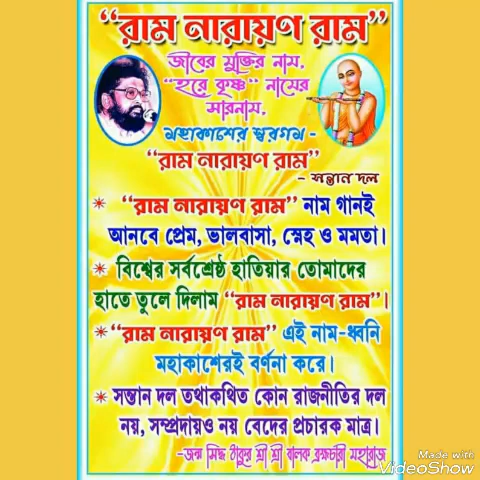 “রাম নারায়ণ রাম”
জীবের মুক্তির নাম.
“হরে কৃষ্ণ” নামের
সারনাম.
মহাকাশের স্বরগম -
“রাম নারায়ণ রাম”
- সন্তান দল
* “রাম নারায়ণ রাম” নাম গানই
আনবে প্রেম, ভালবাসা, স্নেহ ও মমতা।
* বিশ্বের সর্বশ্রেষ্ঠ হাতিয়ার তোমাদের
হাতে তুলে দিলাম “রাম নারায়ণ রাম”।
* “রাম নারায়ণ রাম” এই নাম-ধ্বনি
মহাকাশেরই বর্ণনা করে।
* সন্তান দল তথাকথিত কোন রাজনীতির দল
নয়, সম্প্রদায়ও নয় বেদের প্রচারক মাত্র।
-জন্ম সিদ্ধ ঠাকুর শ্রী শ্রী বালক ব্রহ্মচারী মহারাজ
Made with
VideoShow